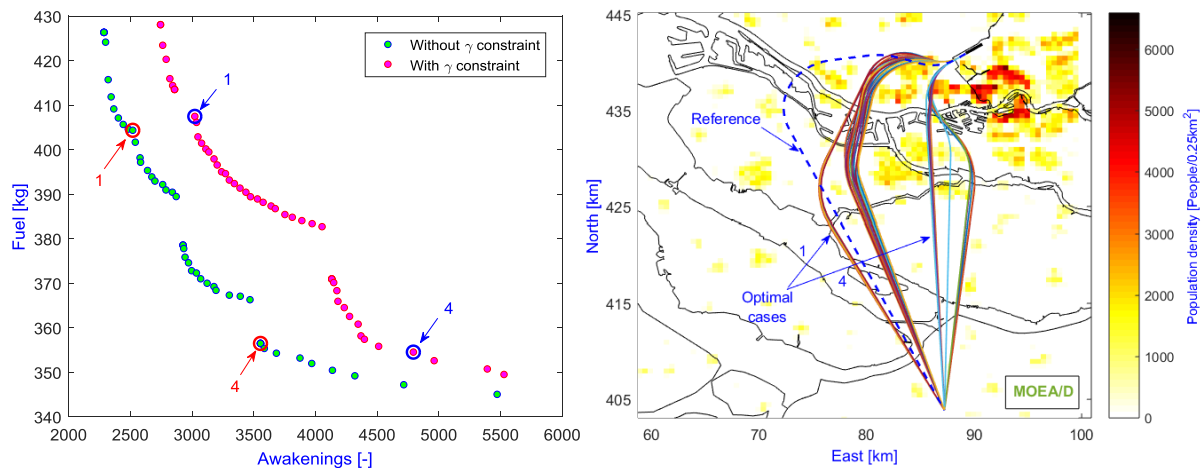 430
420
410
400
390
380
370
360
350
340
Fuel [kg]
2000 2500 3000 3500 4000 4500 5000 5500 6000
Awakenings [-]
Without γ constraint
With γ constraint
1
1
4
4
445
435
425
415
405
North [km]
60 70 80 90 100
East [km]
Reference
1
4
Optimal
cases
MOEA/D
6000
5000
4000
3000
2000
1000
0
Population density [People/0.25km²]